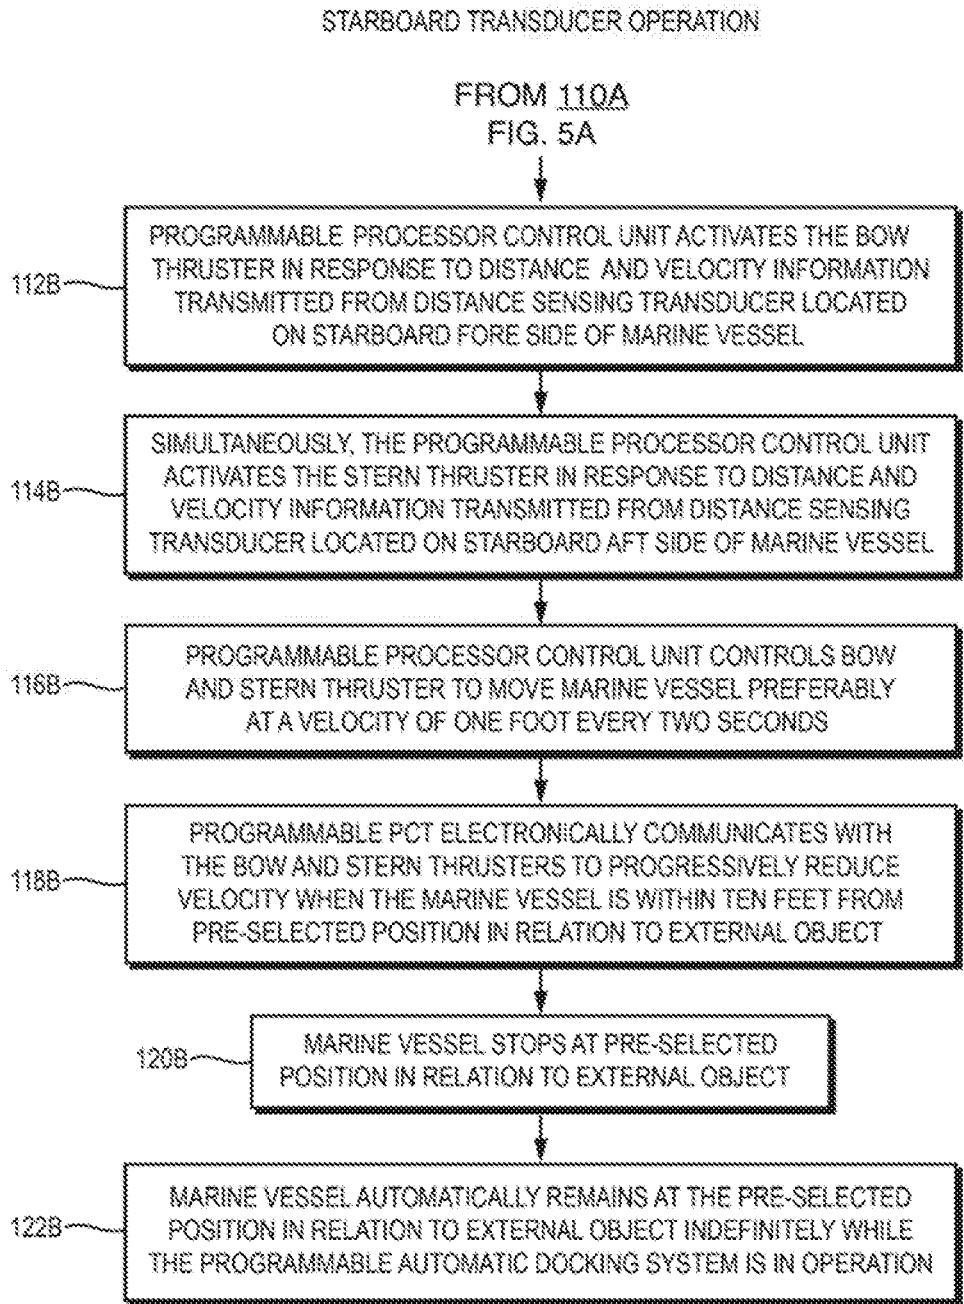 STARBOARD TRANSDUCER OPERATION
FROM 110A
FIG. 5A
112B
PROGRAMMABLE PROCESSOR CONTROL UNIT ACTIVATES THE BOW
THRUSTER IN RESPONSE TO DISTANCE AND VELOCITY INFORMATION
TRANSMITTED FROM DISTANCE SENSING TRANSDUCER LOCATED
ON STARBOARD FORE SIDE OF MARINE VESSEL
114B
SIMULTANEOUSLY, THE PROGRAMMABLE PROCESSOR CONTROL UNIT
ACTIVATES THE STERN THRUSTER IN RESPONSE TO DISTANCE AND
VELOCITY INFORMATION TRANSMITTED FROM DISTANCE SENSING
TRANSDUCER LOCATED ON STARBOARD AFT SIDE OF MARINE VESSEL
116B
PROGRAMMABLE PROCESSOR CONTROL UNIT CONTROLS BOW
AND STERN THRUSTER TO MOVE MARINE VESSEL PREFERABLY
AT A VELOCITY OF ONE FOOT EVERY TWO SECONDS
118B
PROGRAMMABLE PCT ELECTRONICALLY COMMUNICATES WITH
THE BOW AND STERN THRUSTERS TO PROGRESSIVELY REDUCE
VELOCITY WHEN THE MARINE VESSEL IS WITHIN TEN FEET FROM
PRE-SELECTED POSITION IN RELATION TO EXTERNAL OBJECT
120B
MARINE VESSEL STOPS AT PRE-SELECTED
POSITION IN RELATION TO EXTERNAL OBJECT
122B
MARINE VESSEL AUTOMATICALLY REMAINS AT THE PRE-SELECTED
POSITION IN RELATION TO EXTERNAL OBJECT INDEFINITELY WHILE
THE PROGRAMMABLE AUTOMATIC DOCKING SYSTEM IS IN OPERATION